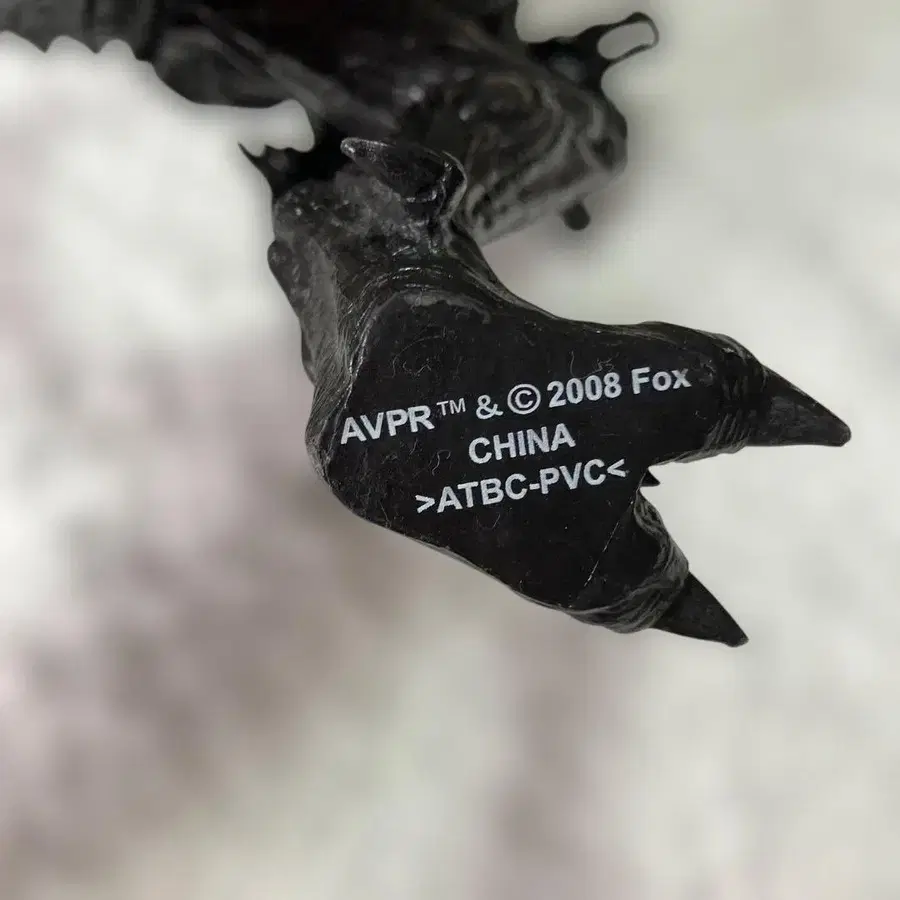 AVPR™ & © 2008 Fox
CHINA
>ATBC-PVC<